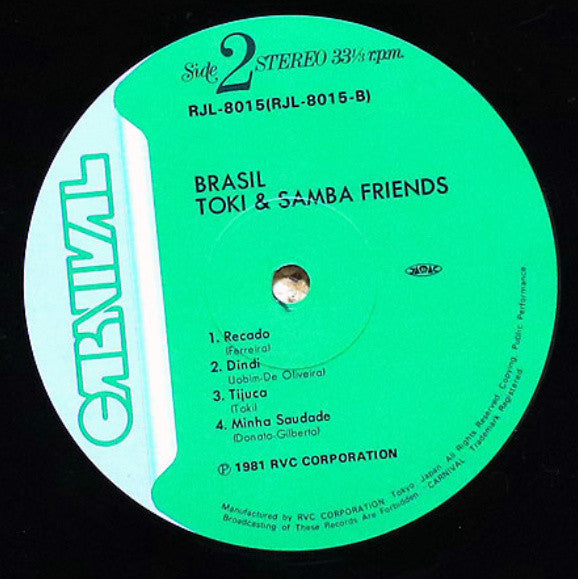 Side 2 STEREO 33⅓ r.p.m.
RJL-8015(RJL-8015-B)
BRASIL
TOKI & SAMBA FRIENDS
CARNIVAL
JASRAC
1. Recado
(Farreira)
2. Dindi
(Jobim-De Oliveira)
3. Tijuca
(Toki)
4. Minha Saudade
(Donato-Gilberto)
Ⓟ 1981 RVC CORPORATION
Manufactured by RVC CORPORATION, Tokyo, Japan. All Rights Reserved. Copying, Public Performance,
Broadcasting of These Records Are Forbidden -CARNIVAL Trademark Registered